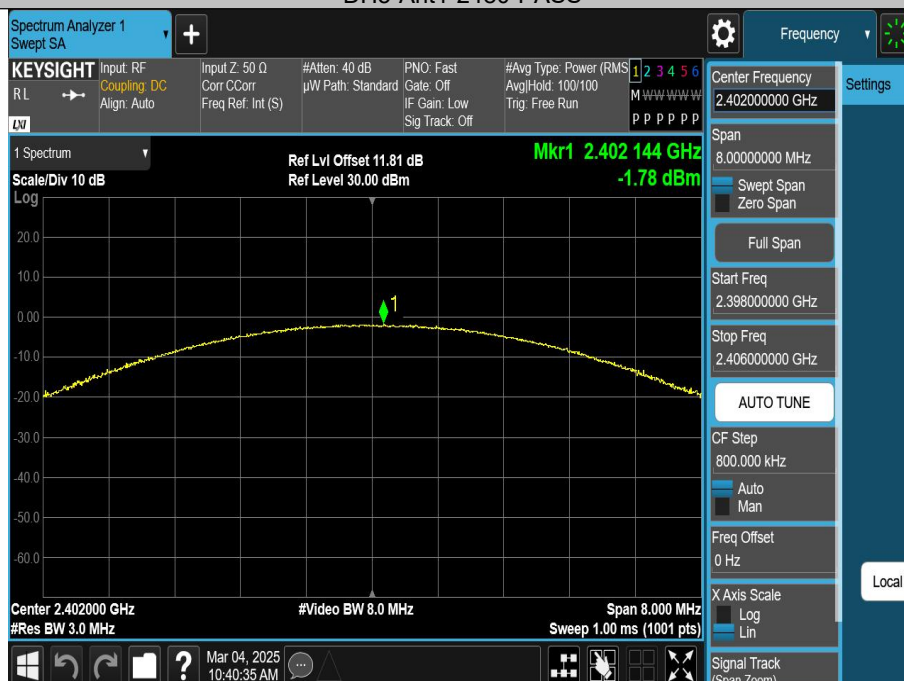 Spectrum Analyzer 1
Swept SA
+
Frequency
KEYSIGHT
RL
LXI
Input: RF
Coupling: DC
Align: Auto
Input Z: 50 Ω
Corr CCorr
Freq Ref: Int (S)
#Atten: 40 dB
µW Path: Standard
PNO: Fast
Gate: Off
IF Gain: Low
Sig Track: Off
#Avg Type: Power (RMS
Avg|Hold: 100/100
Trig: Free Run
1 2 3 4 5 6
M W W W W W
P P P P P P
1 Spectrum
Scale/Div 10 dB
Log
Ref Lvl Offset 11.81 dB
Ref Level 30.00 dBm
Mkr1 2.402 144 GHz
-1.78 dBm
20.0
10.0
0.00
-10.0
-20.0
-30.0
-40.0
-50.0
-60.0
1
Center 2.402000 GHz
#Res BW 3.0 MHz
#Video BW 8.0 MHz
Span 8.000 MHz
Sweep 1.00 ms (1001 pts)
Mar 04, 2025
10:40:35 AM
?
Center Frequency
2.402000000 GHz
Span
8.00000000 MHz
Swept Span
Zero Span
Full Span
Start Freq
2.398000000 GHz
Stop Freq
2.406000000 GHz
AUTO TUNE
CF Step
800.000 kHz
Auto
Man
Freq Offset
0 Hz
X Axis Scale
Log
Lin
Signal Track
(Span Zoom)
Settings
Local